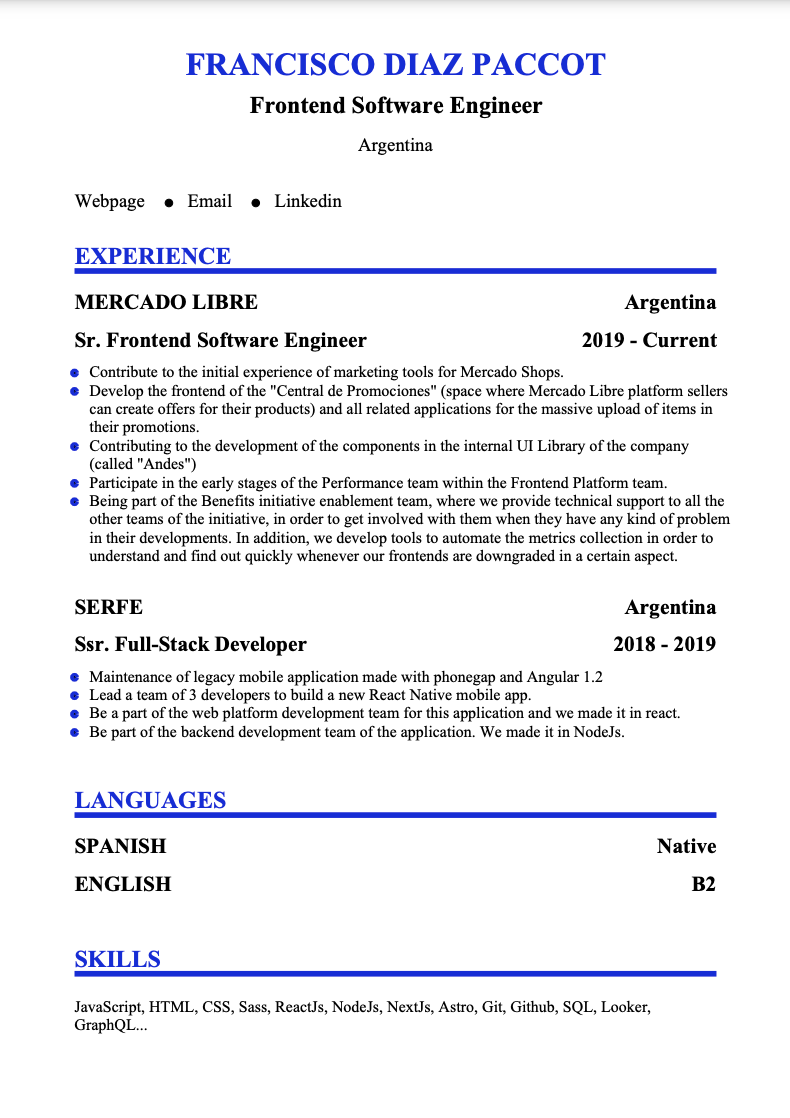 FRANCISCO DIAZ PACCOT
Frontend Software Engineer
Argentina
Webpage ● Email ● Linkedin
EXPERIENCE
MERCADO LIBRE Argentina
Sr. Frontend Software Engineer 2019 - Current
Contribute to the initial experience of marketing tools for Mercado Shops.
Develop the frontend of the "Central de Promociones" (space where Mercado Libre platform sellers
can create offers for their products) and all related applications for the massive upload of items in
their promotions.
Contributing to the development of the components in the internal UI Library of the company
(called "Andes")
Participate in the early stages of the Performance team within the Frontend Platform team.
Being part of the Benefits initiative enablement team, where we provide technical support to all the
other teams of the initiative, in order to get involved with them when they have any kind of problem
in their developments. In addition, we develop tools to automate the metrics collection in order to
understand and find out quickly whenever our frontends are downgraded in a certain aspect.
SERFE Argentina
Ssr. Full-Stack Developer 2018 - 2019
Maintenance of legacy mobile application made with phonegap and Angular 1.2
Lead a team of 3 developers to build a new React Native mobile app.
Be a part of the web platform development team for this application and we made it in react.
Be part of the backend development team of the application. We made it in NodeJs.
LANGUAGES
SPANISH Native
ENGLISH B2
SKILLS
JavaScript, HTML, CSS, Sass, ReactJs, NodeJs, NextJs, Astro, Git, Github, SQL, Looker,
GraphQL...